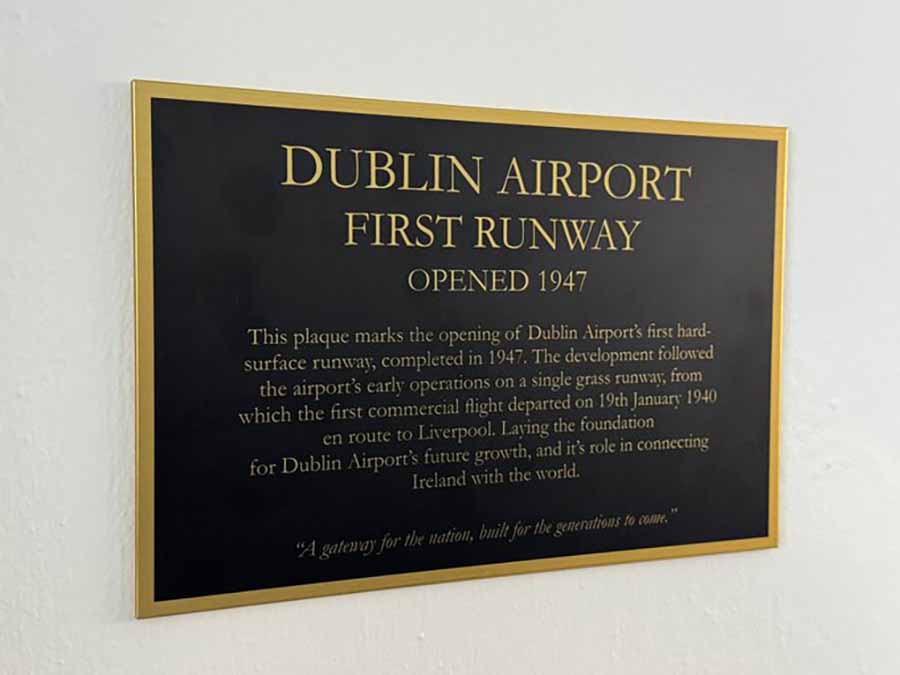 DUBLIN AIRPORT
FIRST RUNWAY
OPENED 1947
This plaque marks the opening of Dublin Airport's first hard-
surface runway, completed in 1947. The development followed
the airport's early operations on a single grass runway, from
which the first commercial flight departed on 19th January 1940
en route to Liverpool. Laying the foundation
for Dublin Airport's future growth, and it's role in connecting
Ireland with the world.
"A gateway for the nation, built for the generations to come."